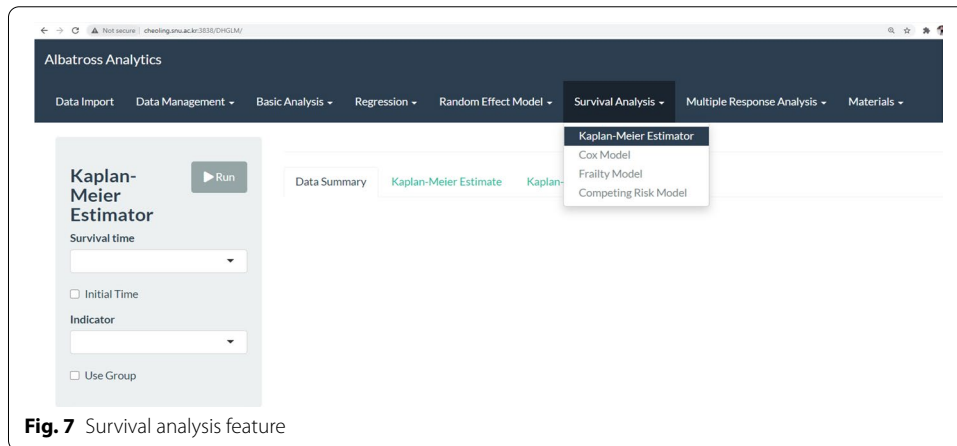 Not secure | cheoling.snu.ac.kr:3838/DHGLM/
Albatross Analytics
Data Import Data Management Basic Analysis Regression Random Effect Model Survival Analysis Multiple Response Analysis Materials
Kaplan-Meier Estimator
Cox Model
Frailty Model
Competing Risk Model
Kaplan-
Meier
Estimator
Run
Survival time
Initial Time
Indicator
Use Group
Data Summary Kaplan-Meier Estimate Kaplan-
Fig. 7 Survival analysis feature